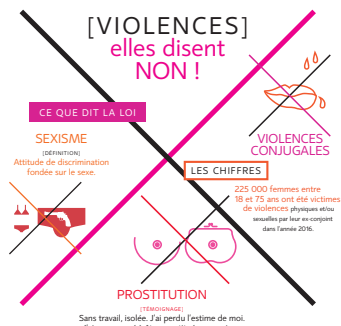 [VIOLENCES]
elles disent
NON !
CE QUE DIT LA LOI
SEXISME
[DÉFINITION]
Attitude de discrimination
fondée sur le sexe.
VIOLENCES
CONJUGALES
LES CHIFFRES
225 000 femmes entre
18 et 75 ans ont été victimes
de violences physiques et/ou
sexuelles par leur ex-conjoint
dans l'année 2016.
PROSTITUTION
[TÉMOIGNAGE]
Sans travail, isolée. J'ai perdu l'estime de moi.